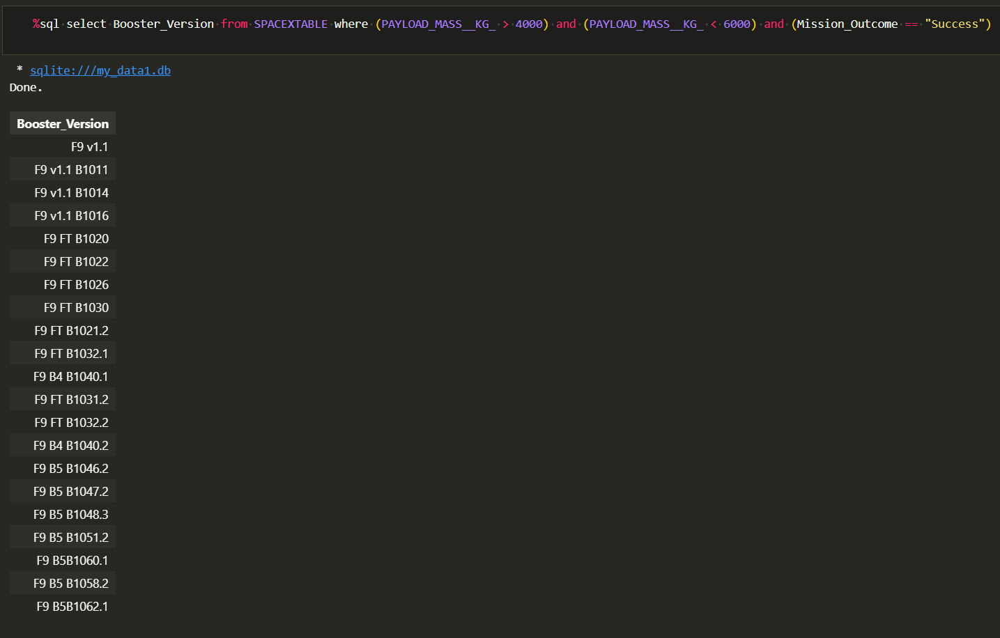 %sql select Booster_Version from SPACEXTABLE where (PAYLOAD_MASS__KG_ > 4000) and (PAYLOAD_MASS__KG_ < 6000) and (Mission_Outcome == "Success")
* sqlite:///my_data1.db
Done.
Booster_Version
F9 v1.1
F9 v1.1 B1011
F9 v1.1 B1014
F9 v1.1 B1016
F9 FT B1020
F9 FT B1022
F9 FT B1026
F9 FT B1030
F9 FT B1021.2
F9 FT B1032.1
F9 B4 B1040.1
F9 FT B1031.2
F9 FT B1032.2
F9 B4 B1040.2
F9 B5 B1046.2
F9 B5 B1047.2
F9 B5 B1048.3
F9 B5 B1051.2
F9 B5B1060.1
F9 B5 B1058.2
F9 B5B1062.1